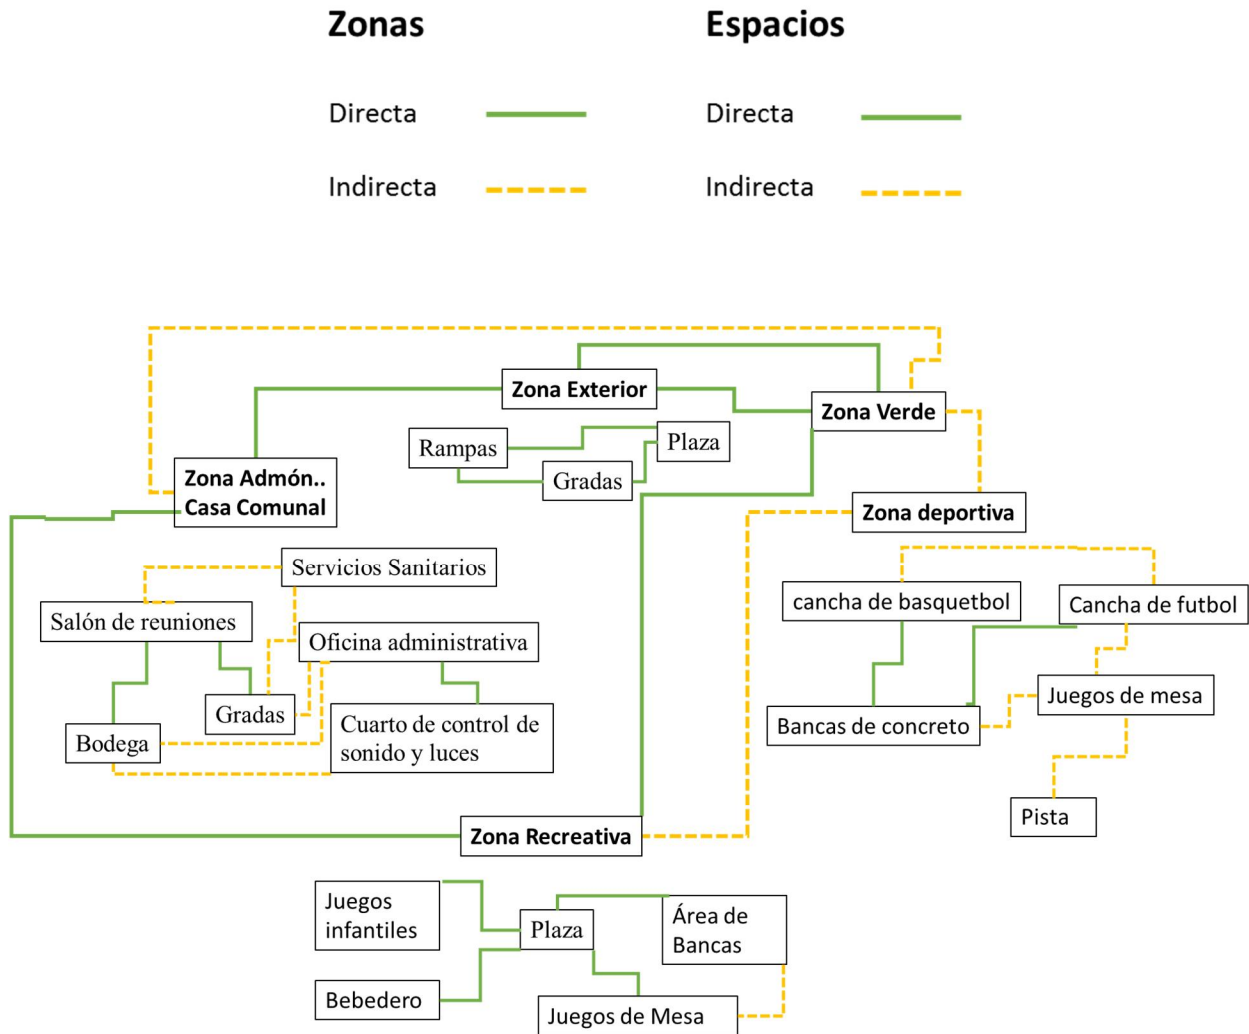 Zonas
Espacios
Directa
Directa
Indirecta
Indirecta
Zona Exterior
Zona Verde
Rampas
Plaza
Gradas
Zona Admón..
Casa Comunal
Zona deportiva
Servicios Sanitarios
Salón de reuniones
Oficina administrativa
Gradas
Bodega
Cuarto de control de
sonido y luces
cancha de basquetbol
Cancha de futbol
Juegos de mesa
Bancas de concreto
Pista
Zona Recreativa
Juegos
infantiles
Plaza
Área de
Bancas
Bebedero
Juegos de Mesa